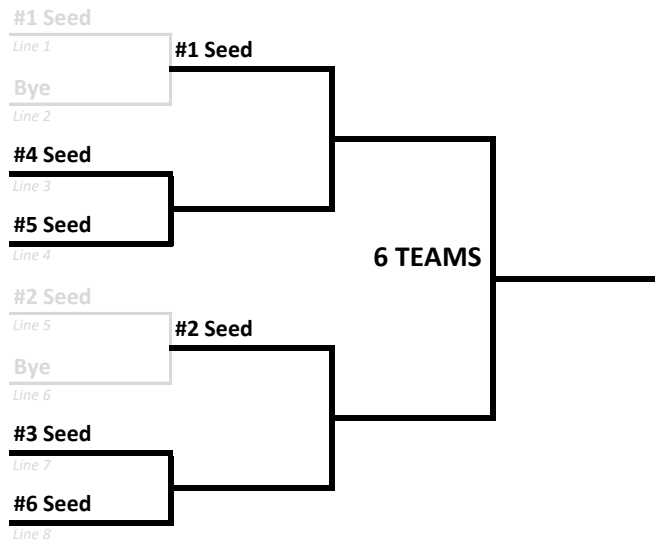 #1 Seed
Line 1
#1 Seed
Bye
Line 2
#4 Seed
Line 3
#5 Seed
Line 4
6 TEAMS
#2 Seed
Line 5
#2 Seed
Bye
Line 6
#3 Seed
Line 7
#6 Seed
Line 8